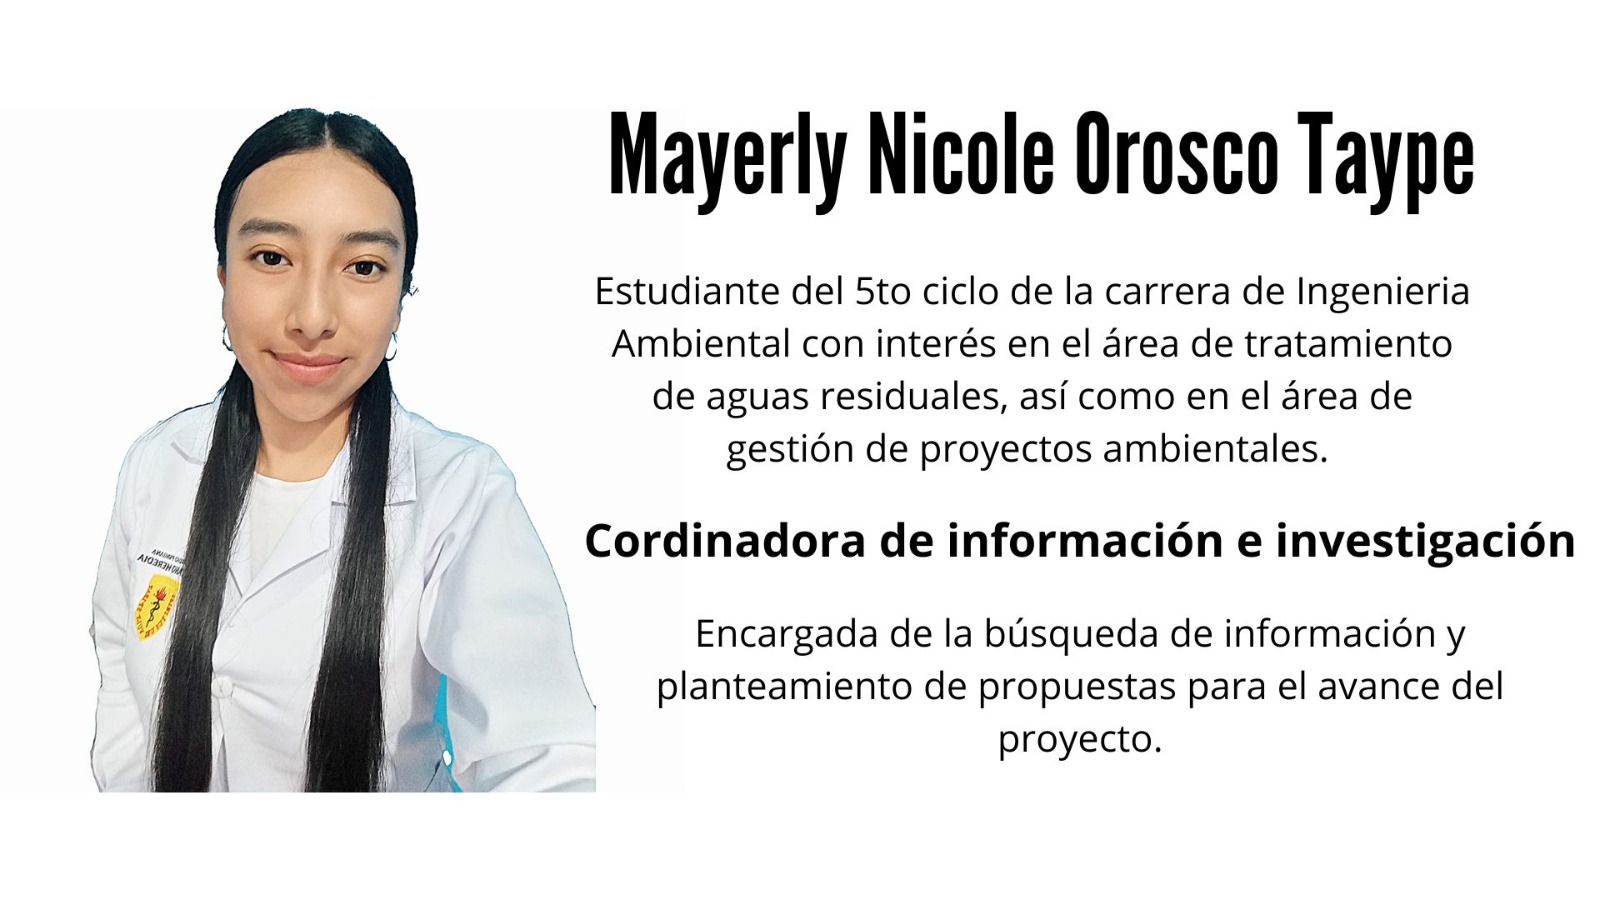 Mayerly Nicole Orosco Taype
Estudiante del 5to ciclo de la carrera de Ingenieria
Ambiental con interés en el área de tratamiento
de aguas residuales, así como en el área de
gestión de proyectos ambientales.
Cordinadora de información e investigación
Encargada de la búsqueda de información y
planteamiento de propuestas para el avance del
proyecto.
HEREDIA